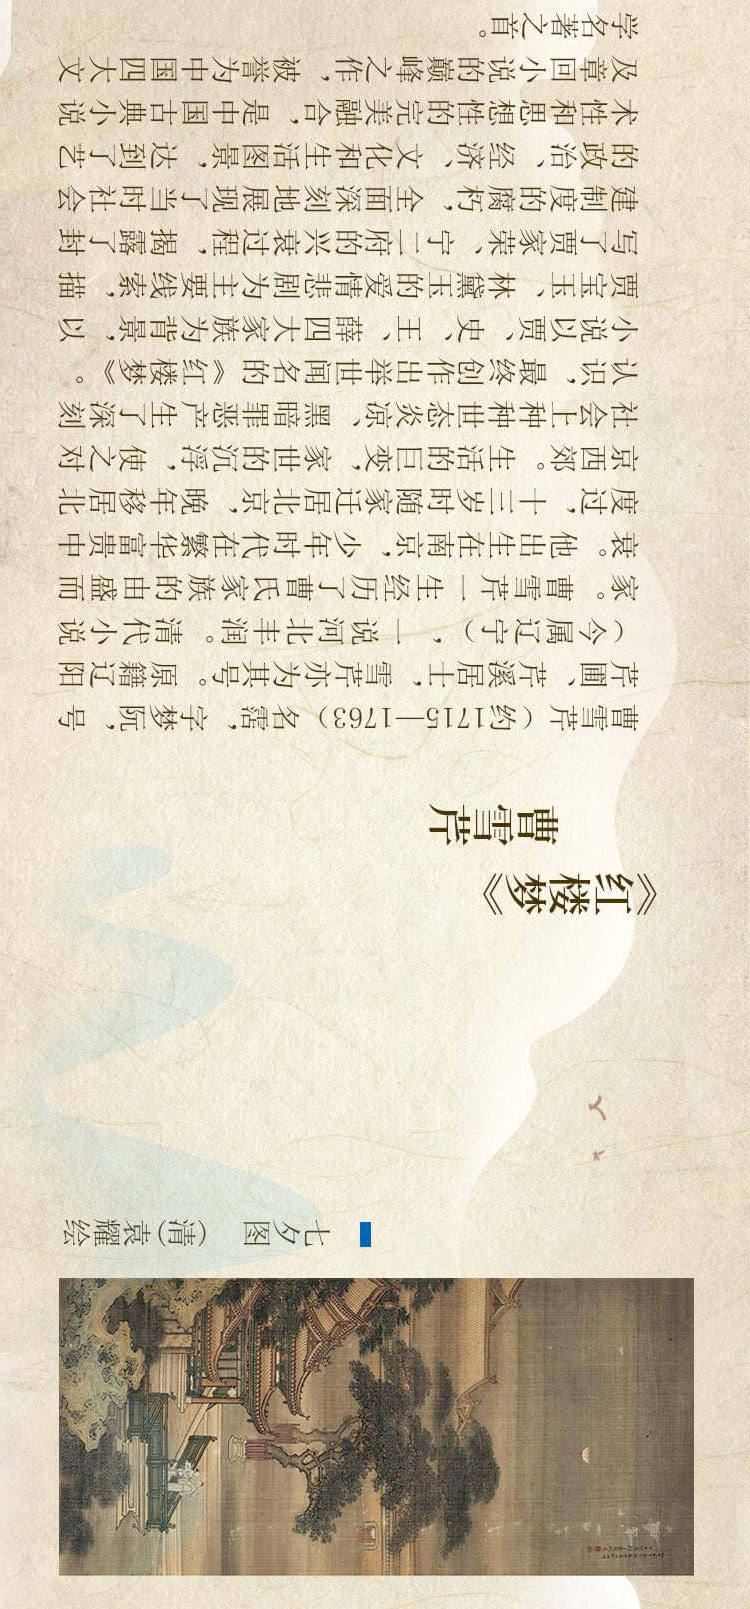 七夕图 (清)袁耀绘
《红楼梦》
曹雪芹
曹雪芹（约1715—1763）名霑，字梦阮，号
芹圃、芹溪居士，雪芹亦为其号。原籍辽阳
（今属辽宁），一说河北丰润。清代小说
家。曹雪芹一生经历了曹氏家族的由盛而
衰。他出生在南京，少年时代在繁华富贵中
度过，十三岁时随家迁居北京，晚年移居北
京西郊。生活的巨变，家世的沉浮，使之对
社会上种种世态炎凉、黑暗罪恶产生了深刻
认识，最终创作出举世闻名的《红楼梦》。
小说以贾、史、王、薛四大家族为背景，以
贾宝玉、林黛玉的爱情悲剧为主要线索，描
写了贾家荣、宁二府的兴衰过程，揭露了封
建制度的腐朽，全面深刻地展现了当时社会
的政治、经济、文化和生活图景，达到了艺
术性和思想性的完美融合，是中国古典小说
及章回小说的巅峰之作，被誉为中国四大文
学名著之首。